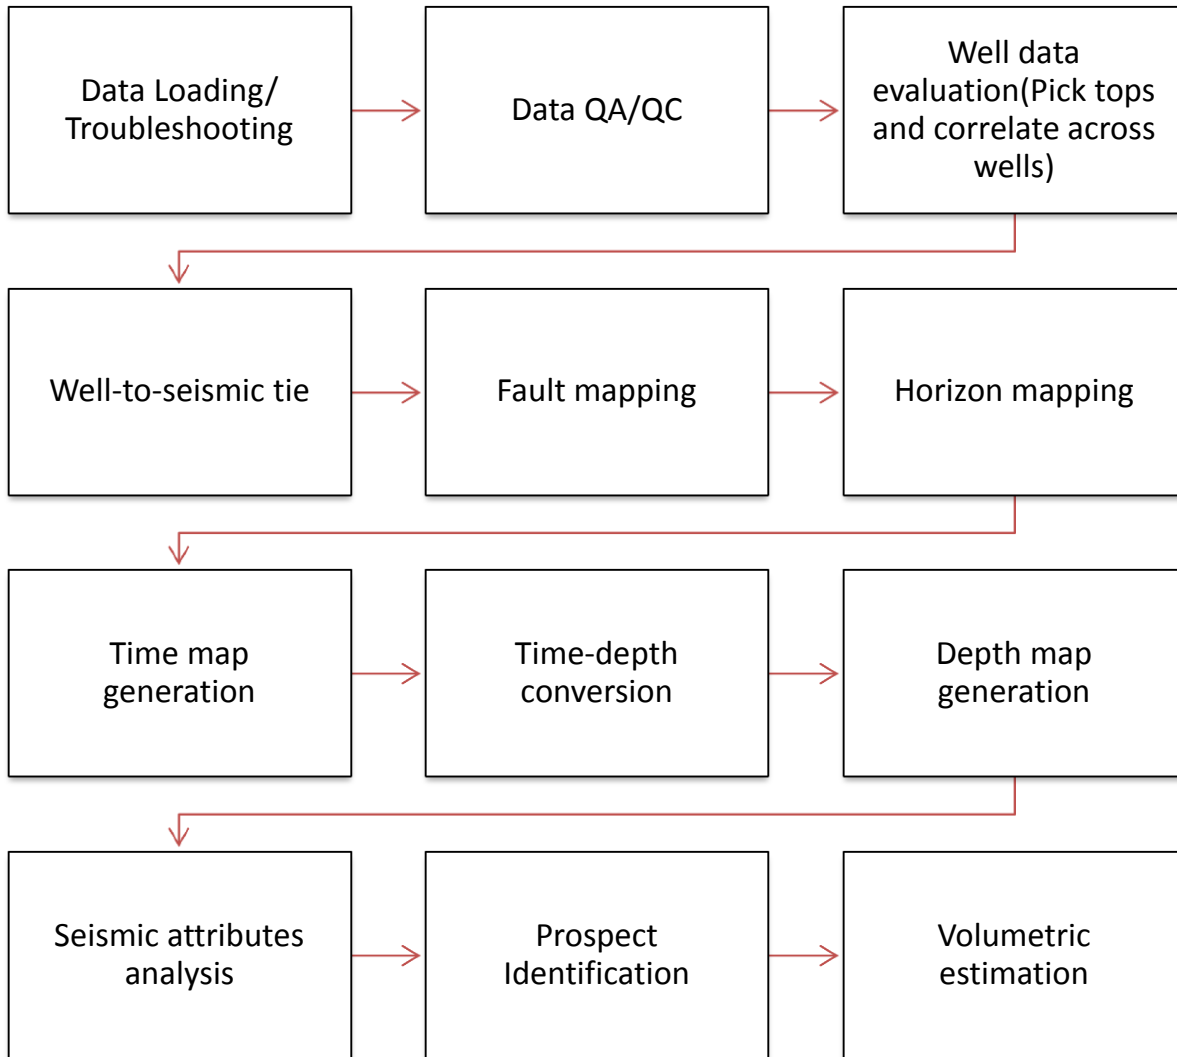 Data Loading/
Troubleshooting
Data QA/QC
Well data
evaluation(Pick tops
and correlate across
wells)
Well-to-seismic tie
Fault mapping
Horizon mapping
Time map
generation
Time-depth
conversion
Depth map
generation
Seismic attributes
analysis
Prospect
Identification
Volumetric
estimation